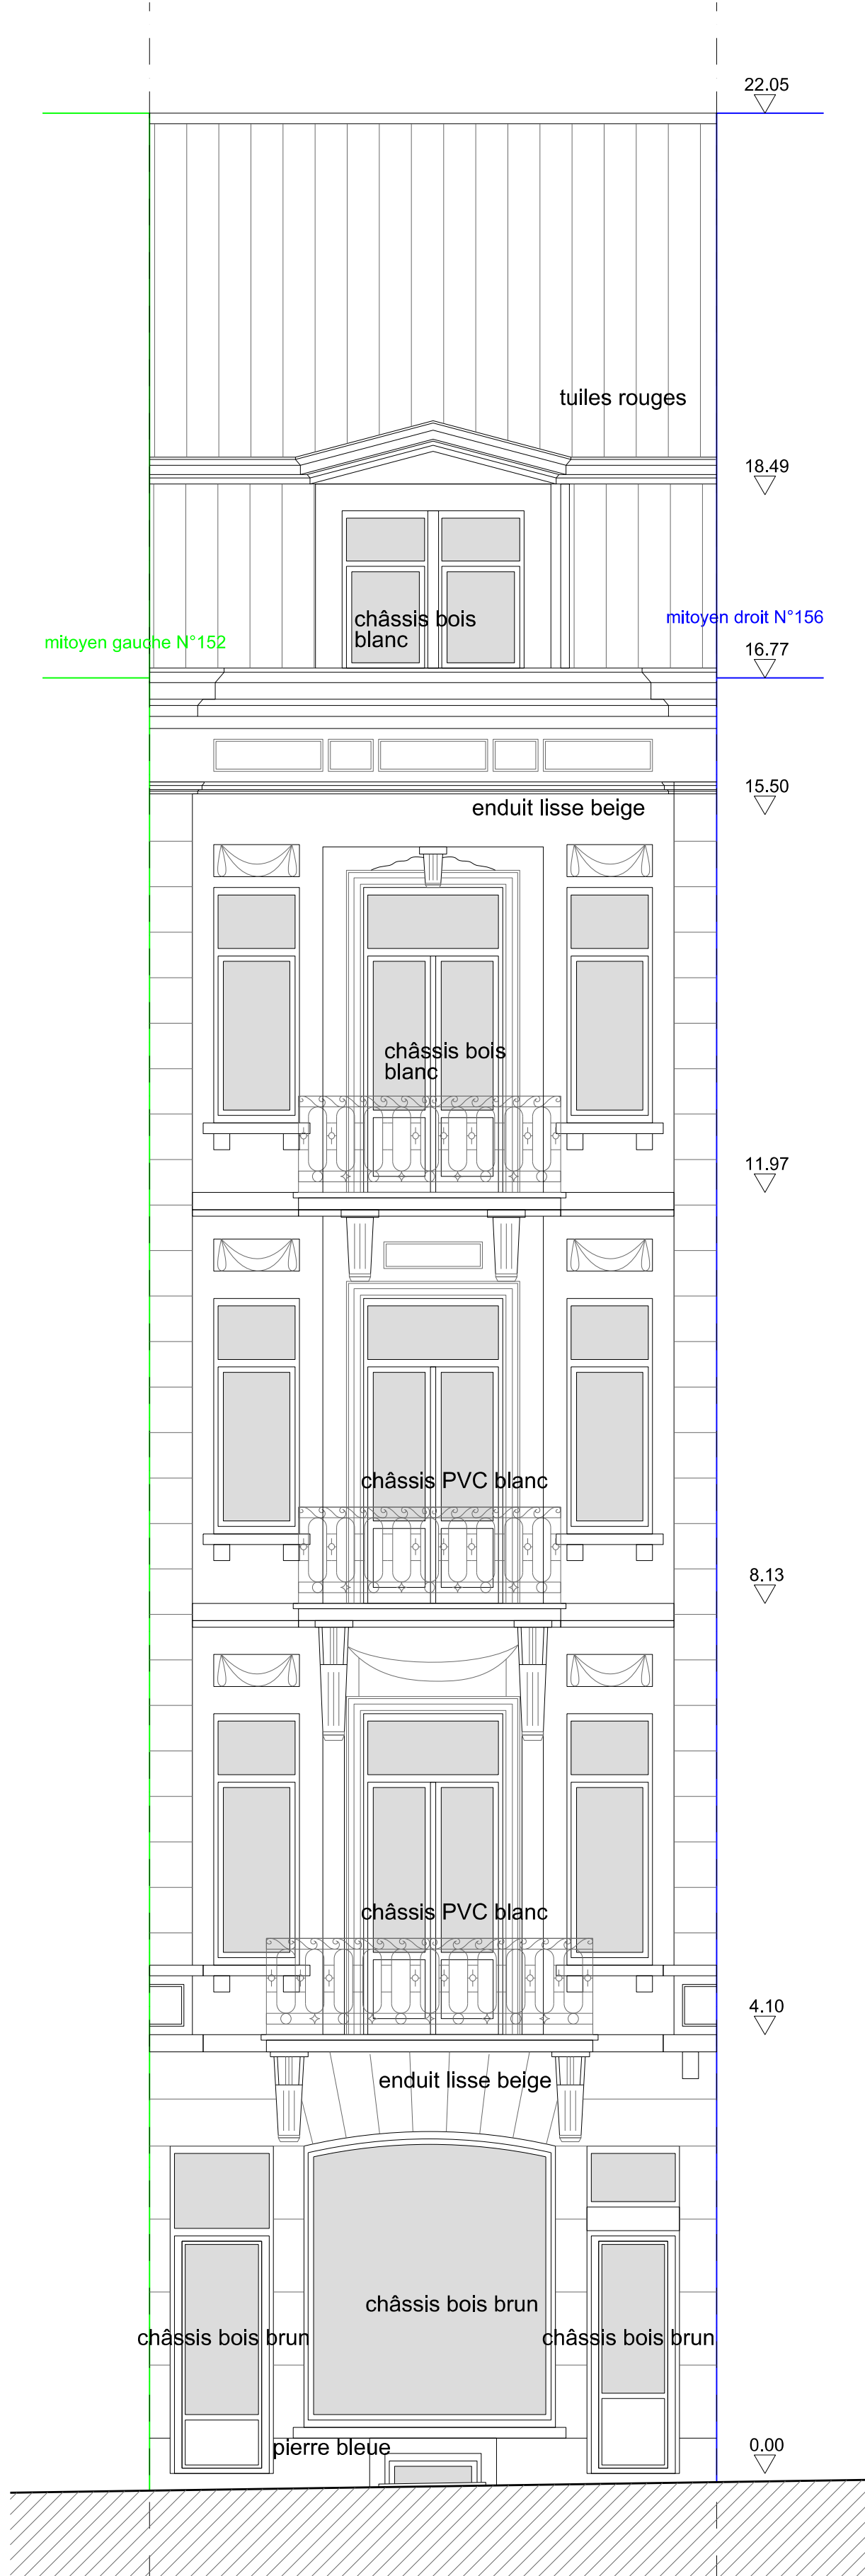 22.05
tuiles rouges
18.49
châssis bois
blanc
mitoyen droit N°156
mitoyen gauche N°152
16.77
15.50
enduit lisse beige
châssis bois
blanc
11.97
châssis PVC blanc
8.13
châssis PVC blanc
4.10
enduit lisse beige
châssis bois brun
châssis bois brun
châssis bois brun
pierre bleue
0.00